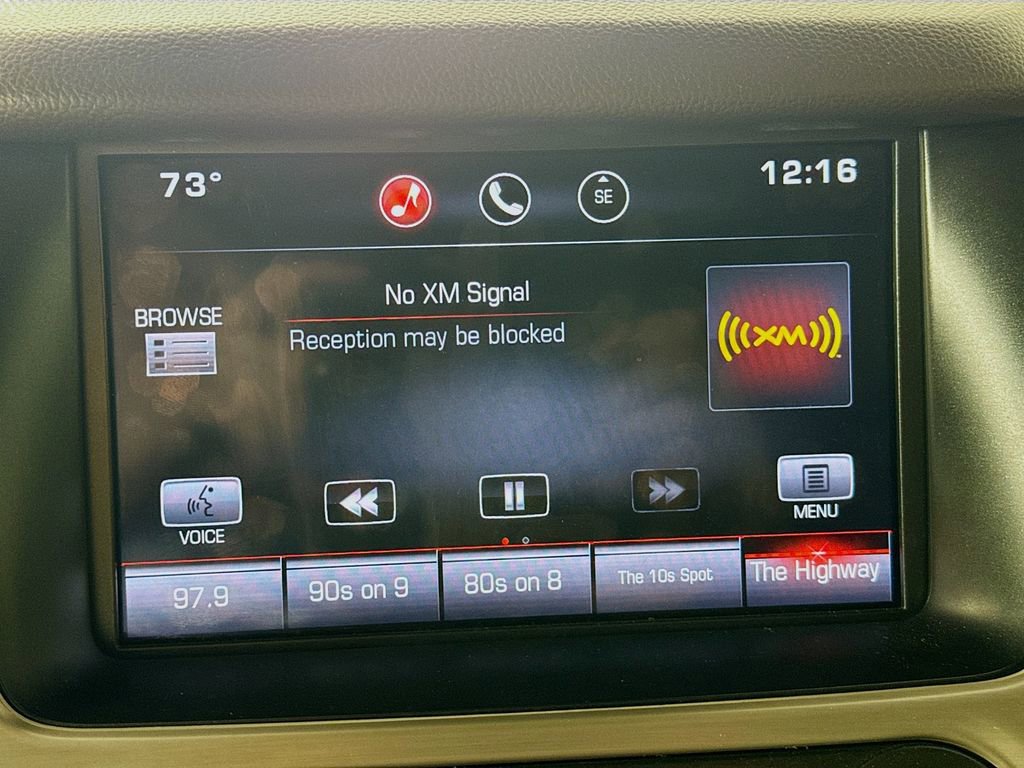 73°
SE
12:16
No XM Signal
Reception may be blocked
BROWSE
XM
VOICE
MENU
97.9
90s on 9
80s on 8
The 10s Spot
The Highway